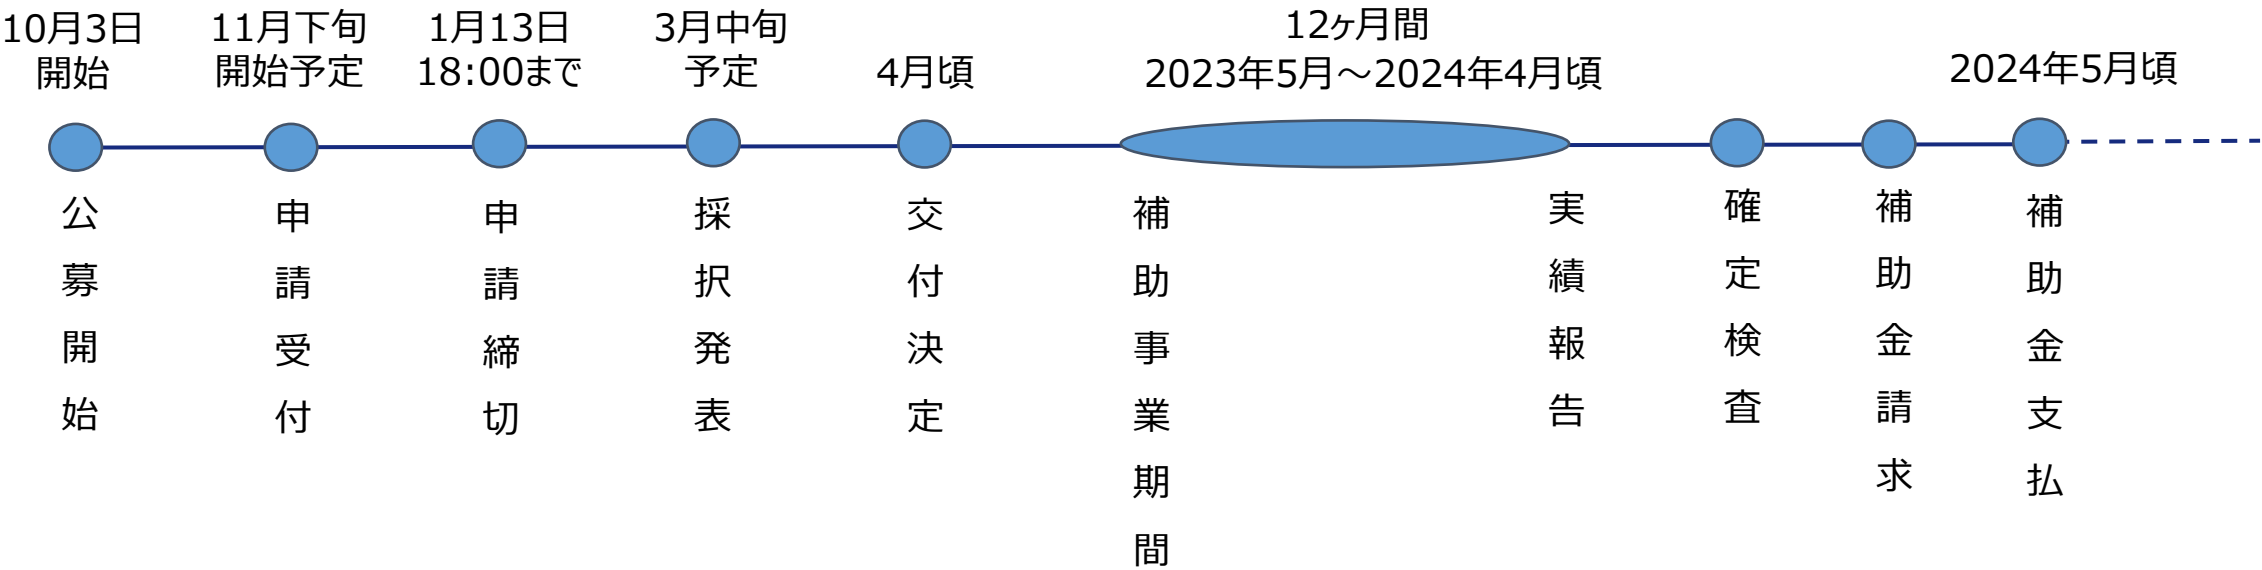 10月3日
開始
11月下旬
開始予定
1月13日
18:00まで
3月中旬
予定
4月頃
12ヶ月間
2023年5月～2024年4月頃
2024年5月頃
公募開始
申請受付
申請締切
採択発表
交付決定
補助事業期間
実績報告
確定検査
補助金請求
補助金支払